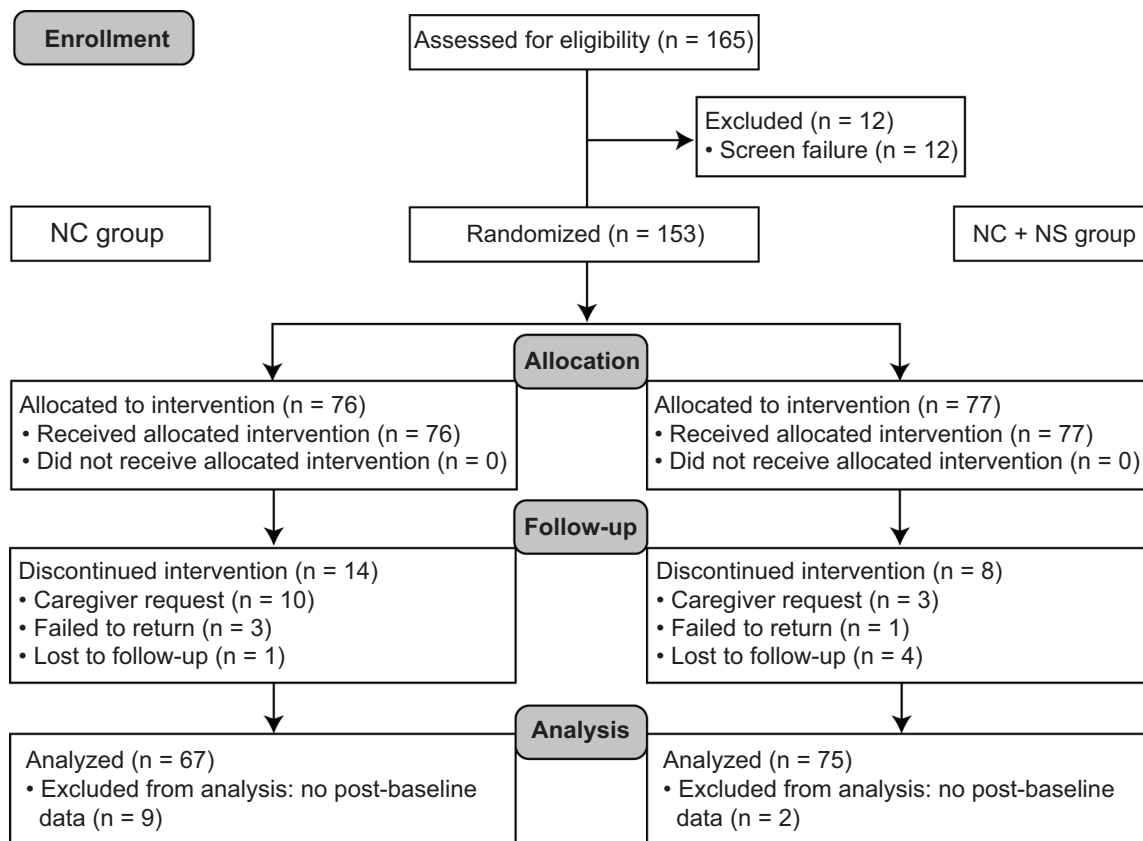 Enrollment
Assessed for eligibility (n = 165)
Excluded (n = 12)
• Screen failure (n = 12)
NC group
Randomized (n = 153)
NC + NS group
Allocation
Allocated to intervention (n = 76)
• Received allocated intervention (n = 76)
• Did not receive allocated intervention (n = 0)
Allocated to intervention (n = 77)
• Received allocated intervention (n = 77)
• Did not receive allocated intervention (n = 0)
Follow-up
Discontinued intervention (n = 14)
• Caregiver request (n = 10)
• Failed to return (n = 3)
• Lost to follow-up (n = 1)
Discontinued intervention (n = 8)
• Caregiver request (n = 3)
• Failed to return (n = 1)
• Lost to follow-up (n = 4)
Analysis
Analyzed (n = 67)
• Excluded from analysis: no post-baseline
data (n = 9)
Analyzed (n = 75)
• Excluded from analysis: no post-baseline
data (n = 2)